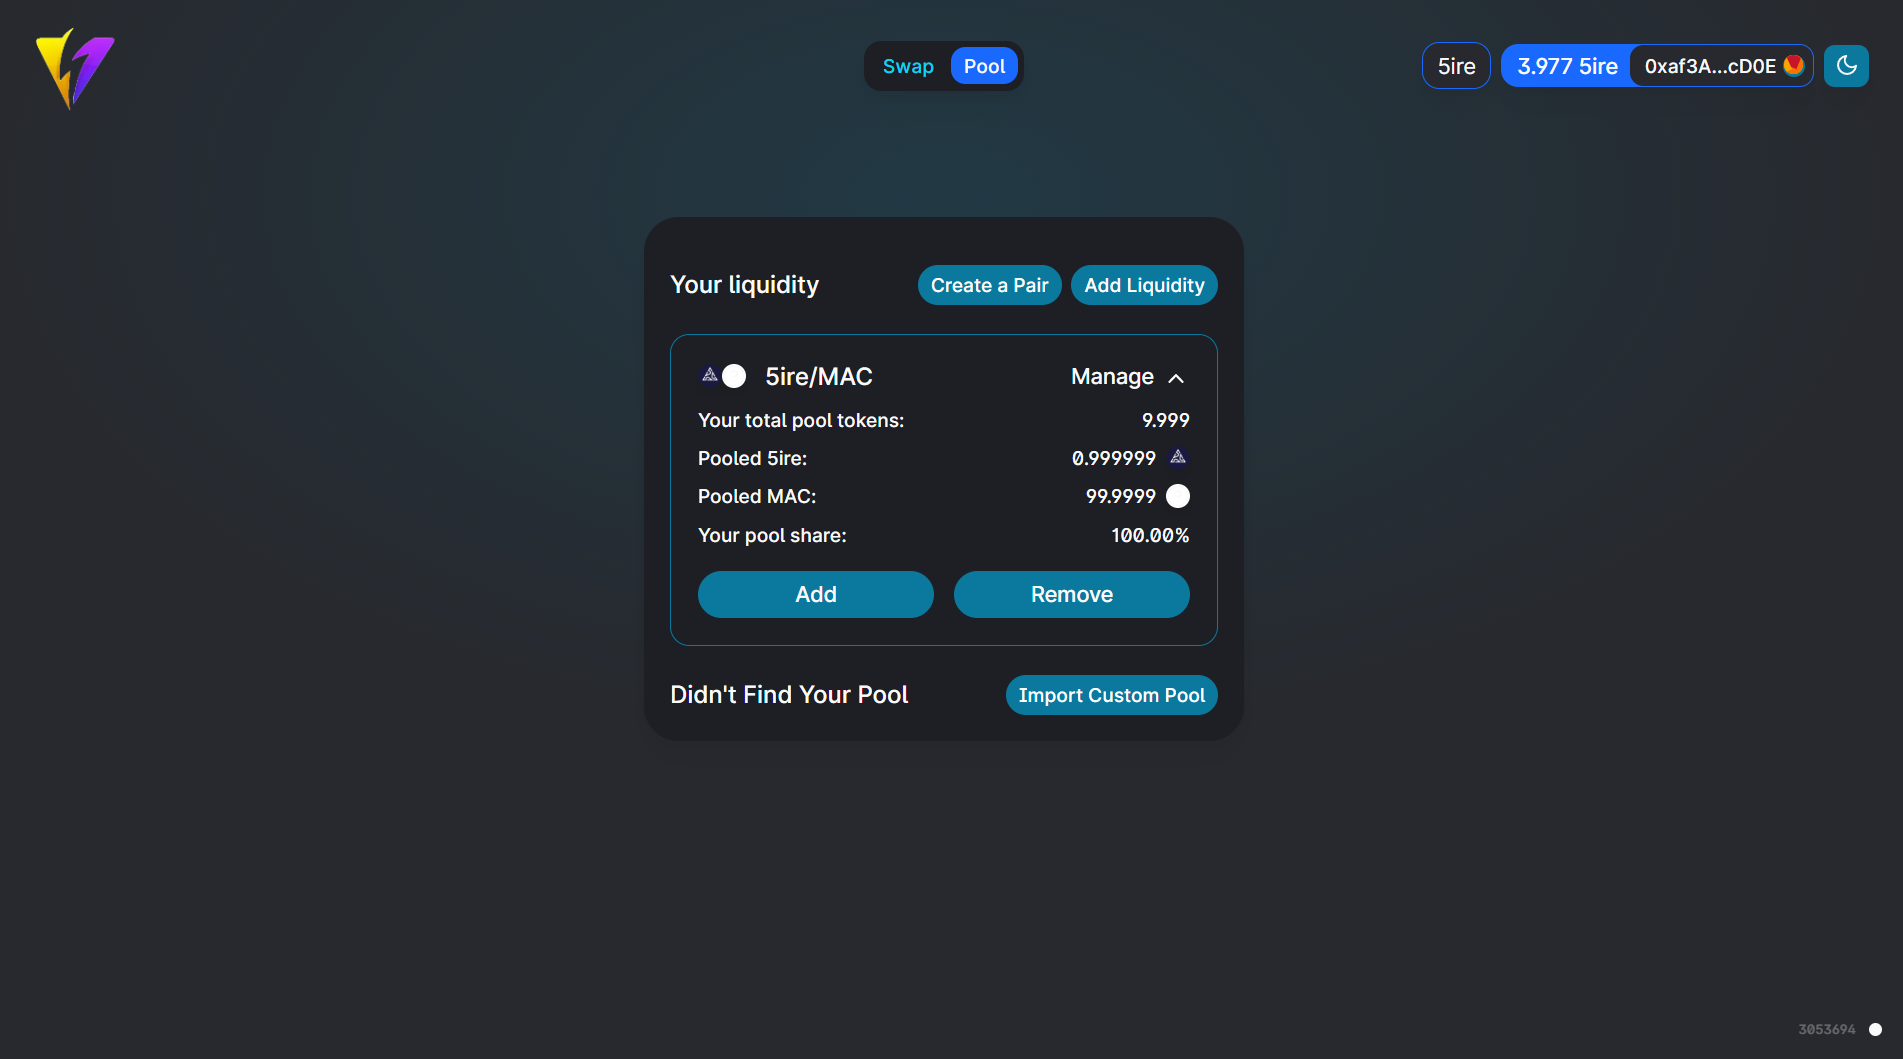 Swap Pool
5ire 3.977 5ire 0xaf3A...cD0E
Your liquidity Create a Pair Add Liquidity
5ire/MAC Manage
Your total pool tokens: 9.999
Pooled 5ire: 0.999999
Pooled MAC: 99.9999
Your pool share: 100.00%
Add Remove
Didn't Find Your Pool Import Custom Pool
3053694